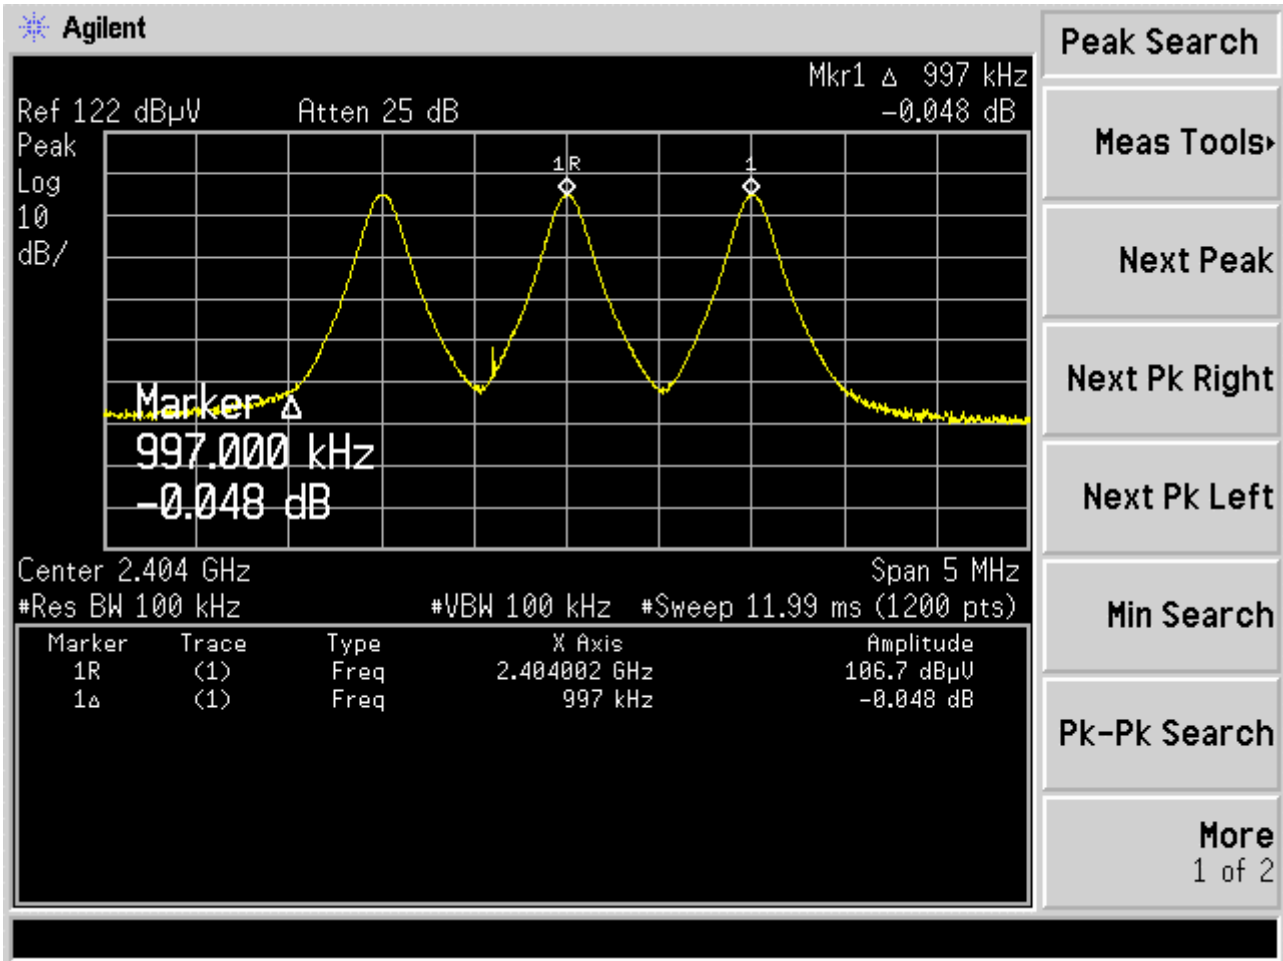 Agilent
Peak Search
Mkr1 Δ 997 kHz
Ref 122 dBµV Atten 25 dB -0.048 dB
Peak
Log
10
dB/
1R 1
Marker Δ
997.000 kHz
-0.048 dB
Center 2.404 GHz Span 5 MHz
#Res BW 100 kHz #VBW 100 kHz #Sweep 11.99 ms (1200 pts)
Marker Trace Type X Axis Amplitude
1R (1) Freq 2.404002 GHz 106.7 dBµV
1Δ (1) Freq 997 kHz -0.048 dB
Meas Tools▸
Next Peak
Next Pk Right
Next Pk Left
Min Search
Pk-Pk Search
More
1 of 2